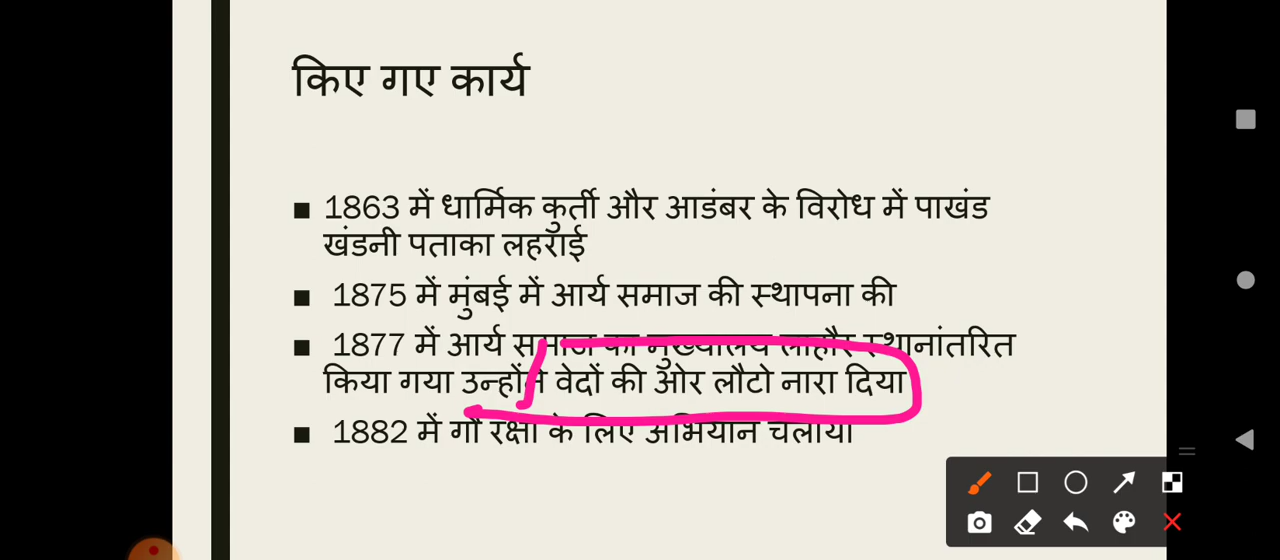 किए गए कार्य
■ 1863 में धार्मिक कुर्ती और आडंबर के विरोध में पाखंड
खंडनी पताका लहराई
■ 1875 में मुंबई में आर्य समाज की स्थापना की
■ 1877 में आर्य समाज का मुख्यालय लाहौर स्थानांतरित
किया गया उन्होंने वेदों की ओर लौटो नारा दिया
■ 1882 में गौ रक्षा के लिए अभियान चलाया